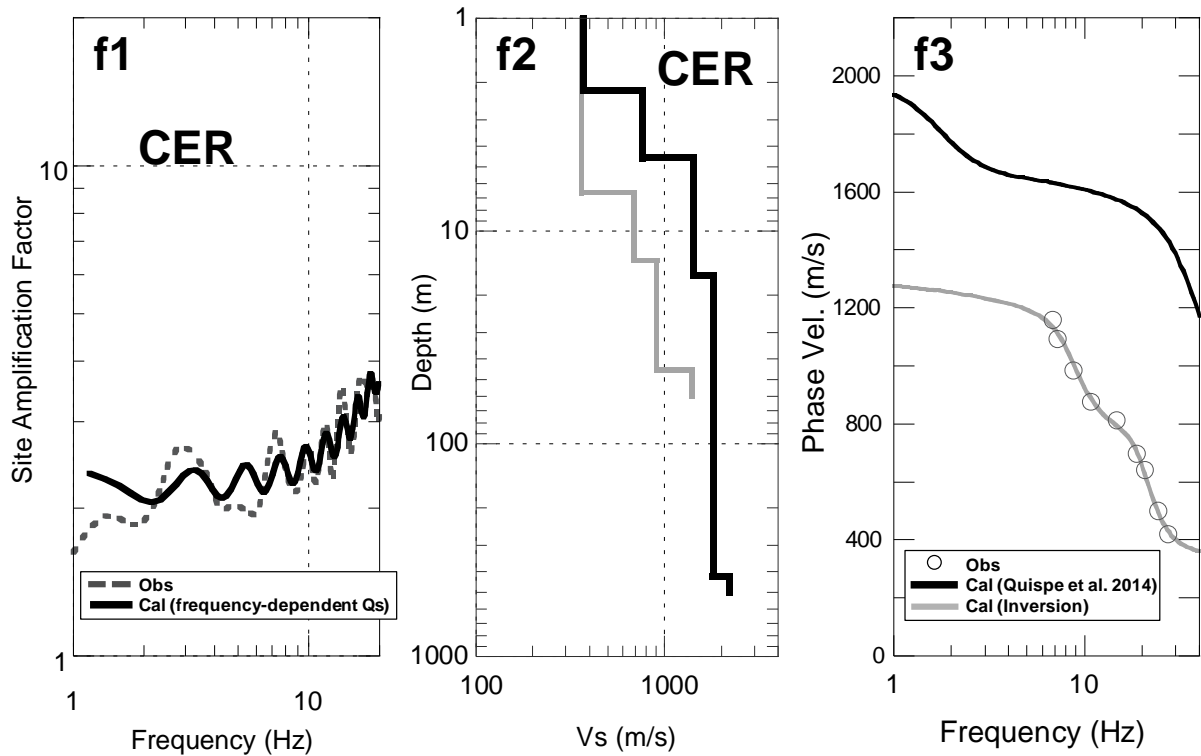 f1
CER
10
1
Site Amplification Factor
Obs
Cal (frequency-dependent Qs)
1
10
Frequency (Hz)
f2
CER
1
10
100
1000
Depth (m)
100
1000
Vs (m/s)
f3
2000
1600
1200
800
400
0
Phase Vel. (m/s)
Obs
Cal (Quispe et al. 2014)
Cal (Inversion)
1
10
Frequency (Hz)